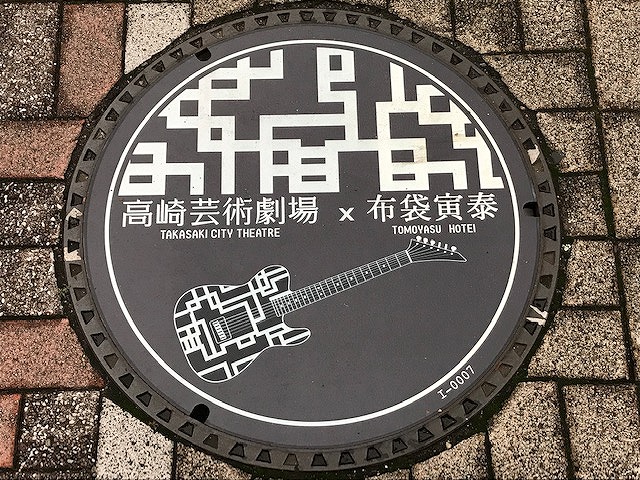 高崎芸術劇場 x 布袋寅泰
TAKASAKI CITY THEATRE TOMOYASU HOTEI
I-0007